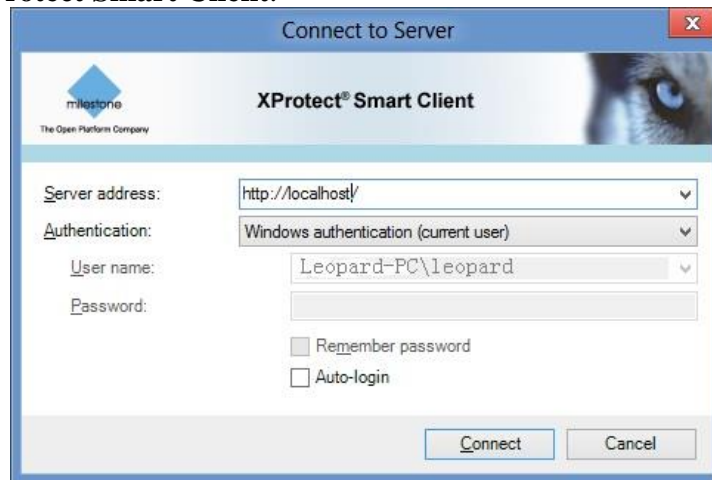 Connect to Server
milestone
The Open Platform Company
XProtect® Smart Client
Server address: http://localhost/
Authentication: Windows authentication (current user)
User name: Leopard-PC\leopard
Password:
Remember password
Auto-login
Connect Cancel